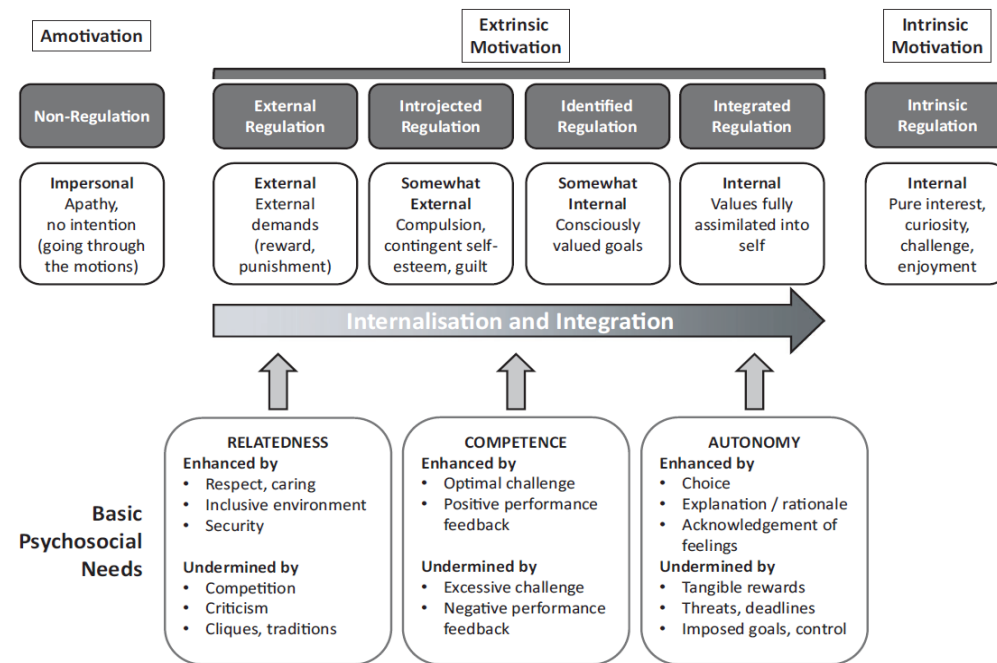 Amotivation
Extrinsic
Motivation
Intrinsic
Motivation
Non-Regulation
External
Regulation
Introjected
Regulation
Identified
Regulation
Integrated
Regulation
Intrinsic
Regulation
Impersonal
Apathy,
no intention
(going through
the motions)
External
External
demands
(reward,
punishment)
Somewhat
External
Compulsion,
contingent self-
esteem, guilt
Somewhat
Internal
Consciously
valued goals
Internal
Values fully
assimilated into
self
Internal
Pure interest,
curiosity,
challenge,
enjoyment
Internalisation and Integration
Basic
Psychosocial
Needs
RELATEDNESS
Enhanced by
• Respect, caring
• Inclusive environment
• Security
Undermined by
• Competition
• Criticism
• Cliques, traditions
COMPETENCE
Enhanced by
• Optimal challenge
• Positive performance
feedback
Undermined by
• Excessive challenge
• Negative performance
feedback
AUTONOMY
Enhanced by
• Choice
• Explanation / rationale
• Acknowledgement of
feelings
Undermined by
• Tangible rewards
• Threats, deadlines
• Imposed goals, control